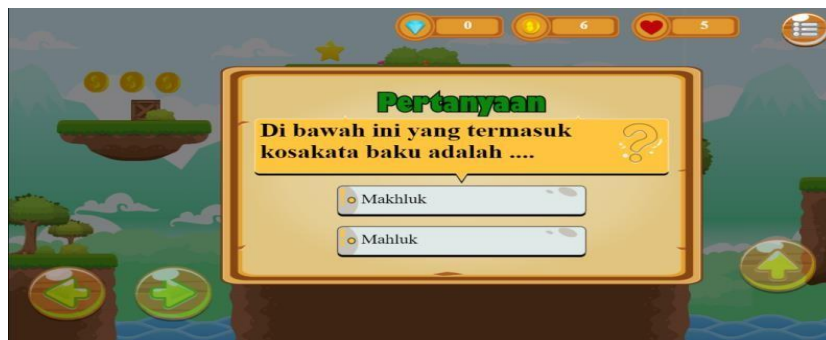 0 6 5
Pertanyaan
Di bawah ini yang termasuk
kosakata baku adalah ....
Makhluk
Mahluk